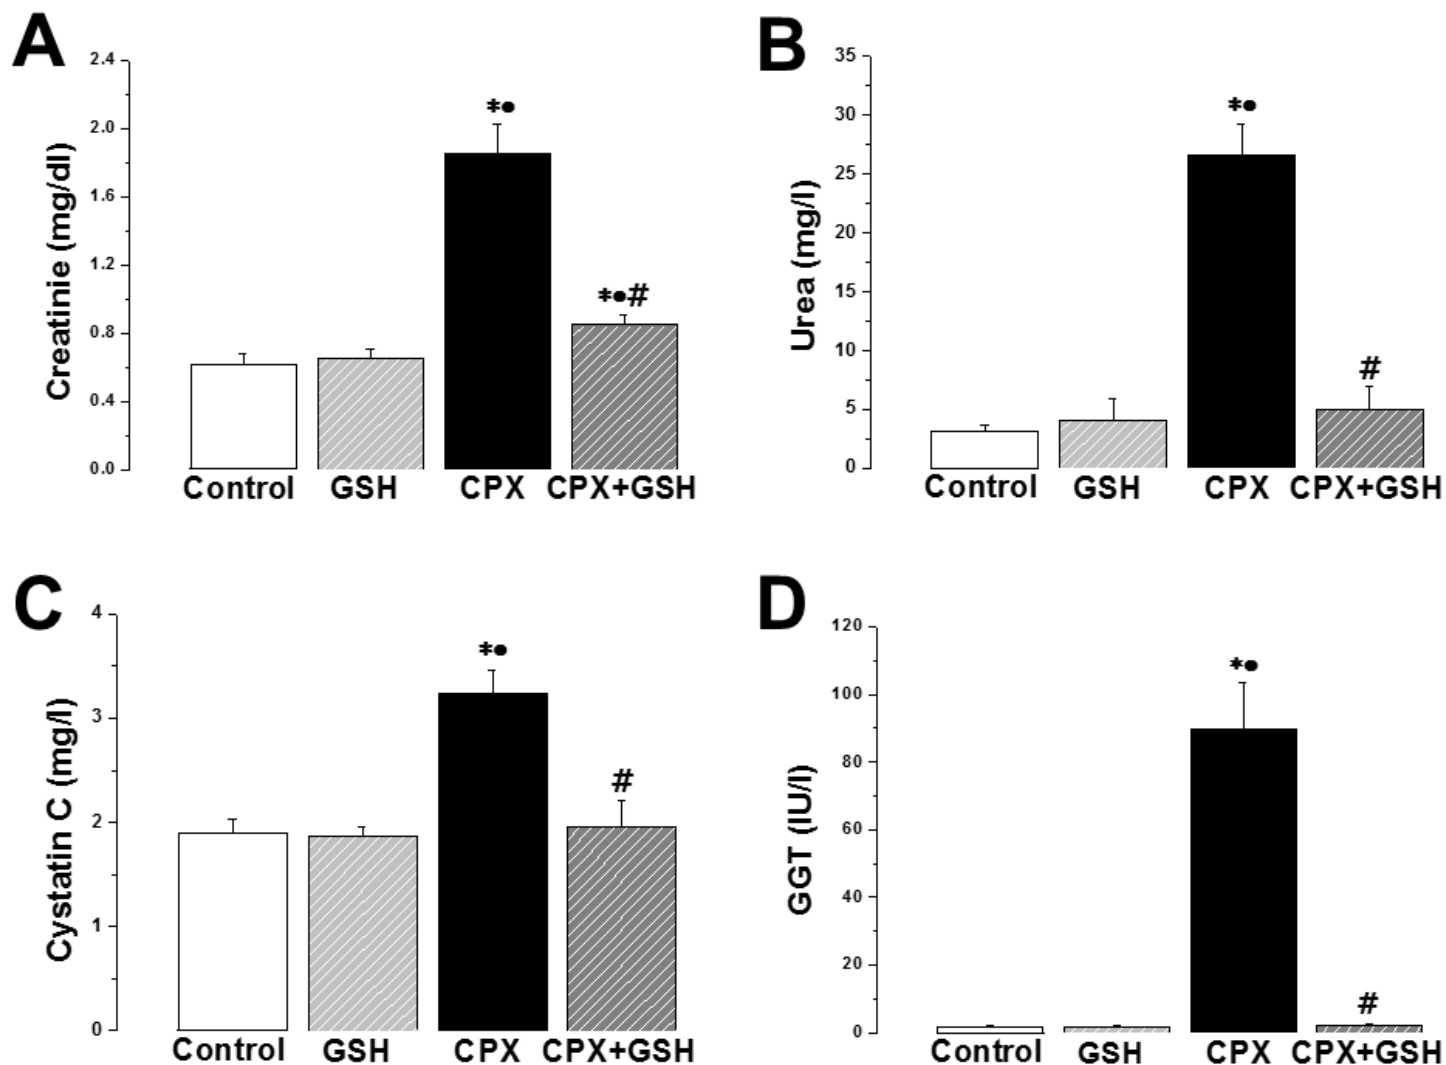 A
Creatinie (mg/dl)
2.4
2.0
1.6
1.2
0.8
0.4
0.0
*●
*●#
Control GSH CPX CPX+GSH
B
Urea (mg/l)
35
30
25
20
15
10
5
0
*●
#
Control GSH CPX CPX+GSH
C
Cystatin C (mg/l)
4
3
2
1
0
*●
#
Control GSH CPX CPX+GSH
D
GGT (IU/l)
120
100
80
60
40
20
0
*●
#
Control GSH CPX CPX+GSH